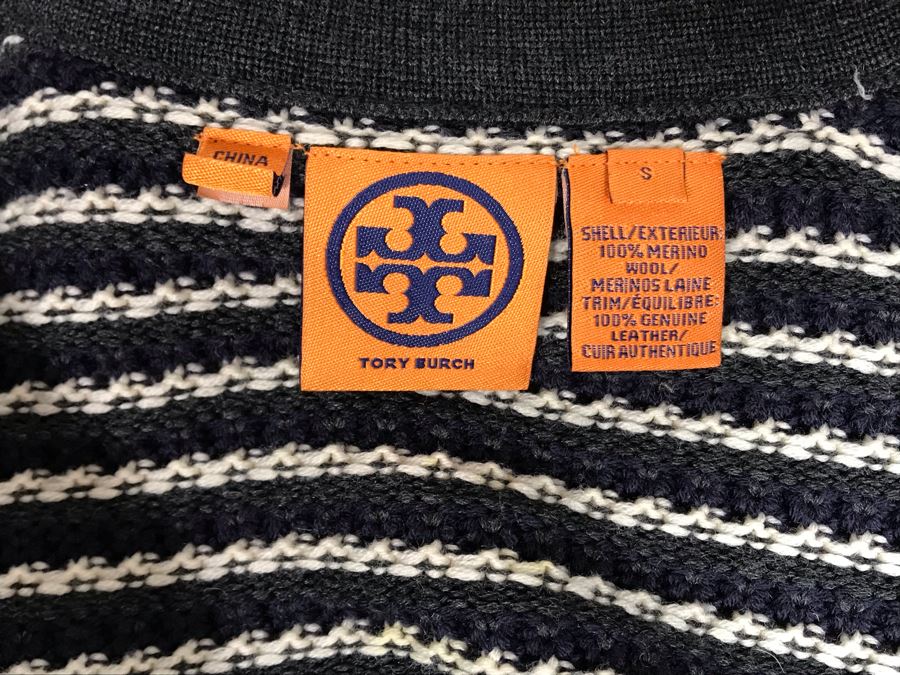 CHINA
TORY BURCH
S
SHELL/EXTERIEUR:
100% MERINO
WOOL/
MERINOS LAINE
TRIM/ÉQUILIBRE:
100% GENUINE
LEATHER/
CUIR AUTHENTIQUE